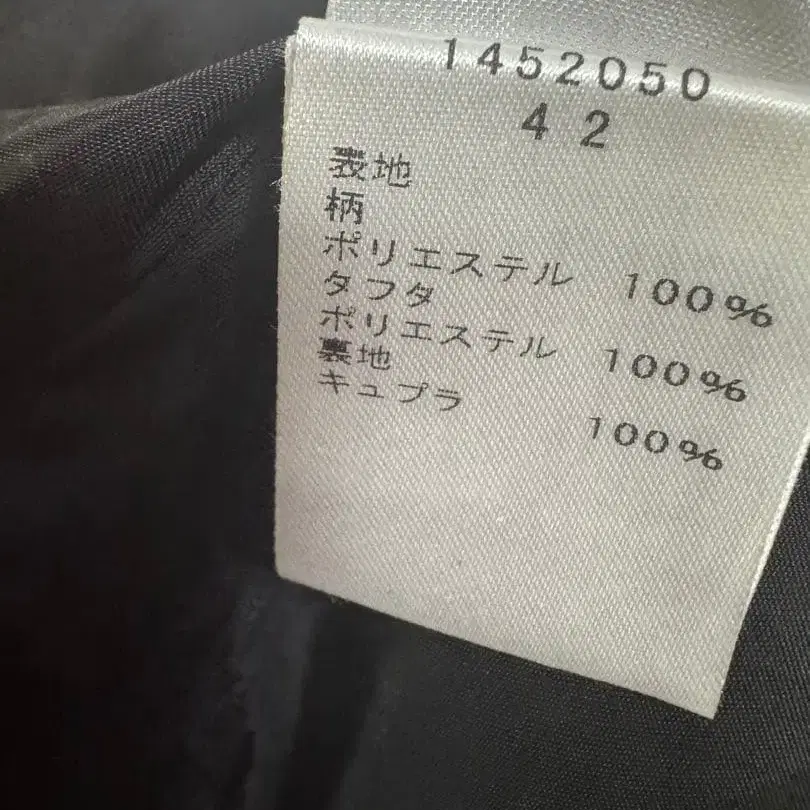 1452050
42
表地
柄
ポリエステル 100%
タフタ
ポリエステル 100%
裏地
キュプラ 100%